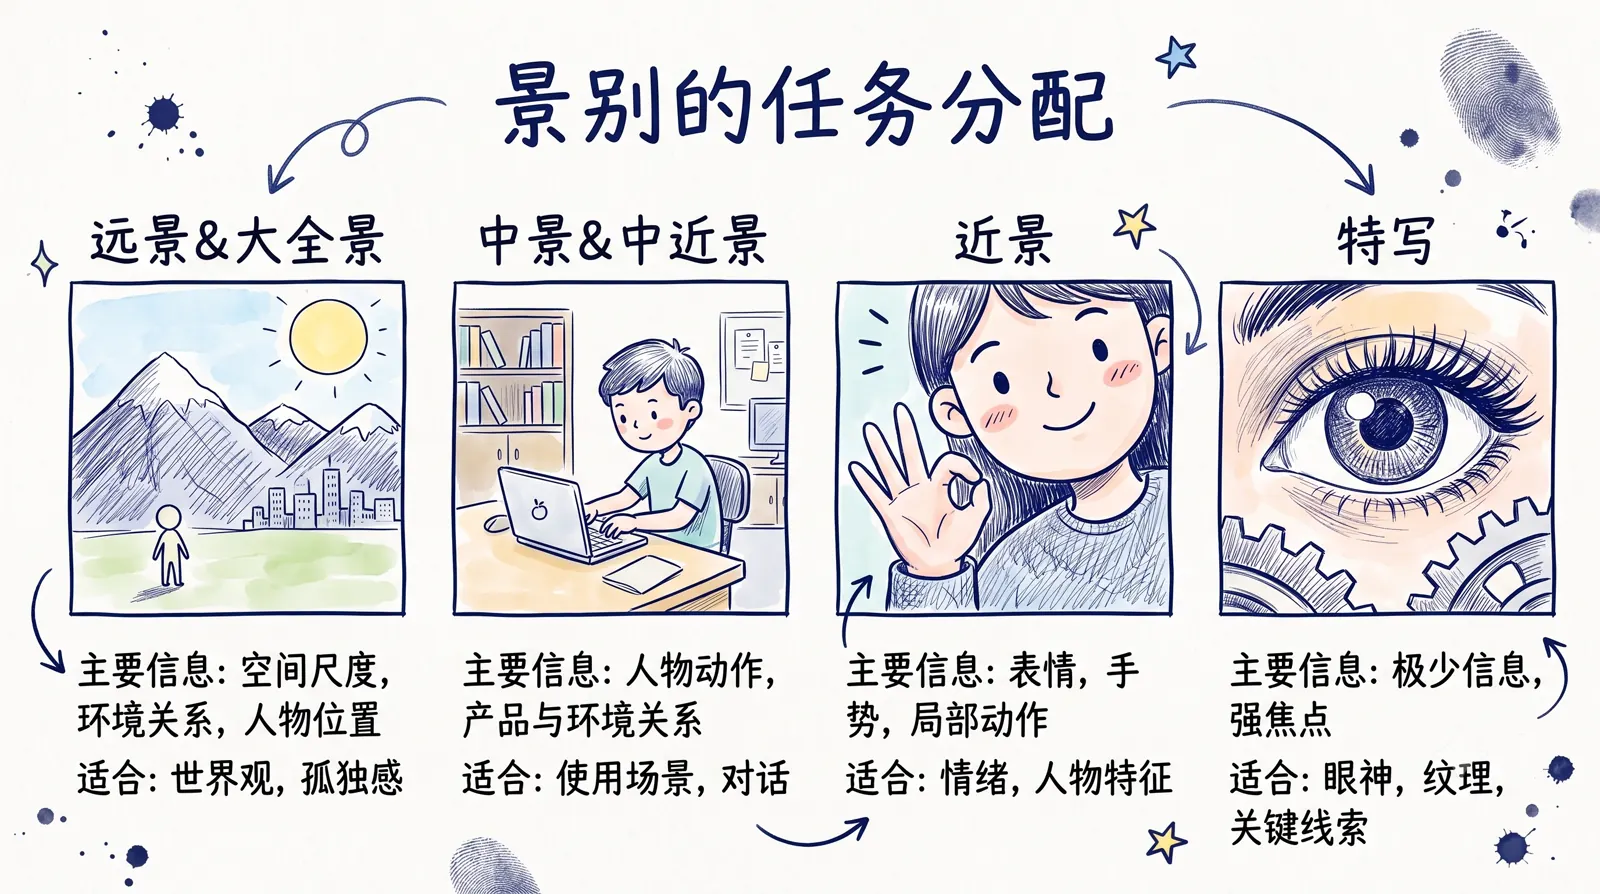 景别的任务分配
远景&大全景
主要信息: 空间尺度,
环境关系, 人物位置
适合: 世界观, 孤独感
中景&中近景
主要信息: 人物动作,
产品与环境关系
适合: 使用场景, 对话
近景
主要信息: 表情, 手
势, 局部动作
适合: 情绪, 人物特征
特写
主要信息: 极少信息,
强焦点
适合: 眼神, 纹理,
关键线索